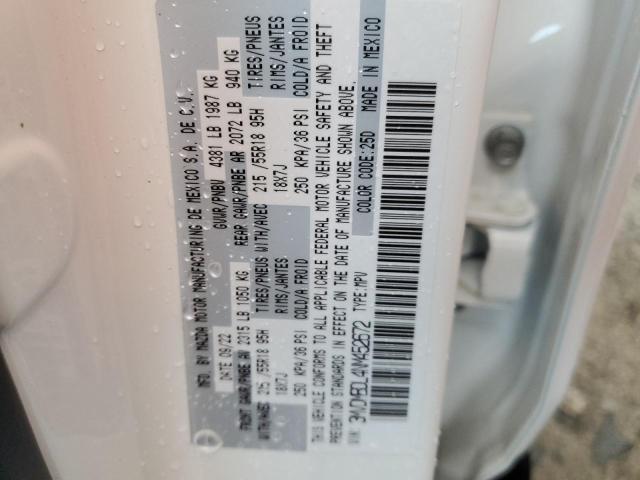 MFD. BY MAZDA MOTOR MANUFACTURING DE MEXICO S.A. DE C.V.
DATE 09/22 GVWR/PNBV 4381 LB 1987 KG
FRONT GAWR/PNBE AV 2315 LB 1050 KG REAR GAWR/PNBE AR 2072 LB 940 KG
WITH/AVEC 215/55R18 95H TIRES/PNEUS WITH/AVEC 215/55R18 95H TIRES/PNEUS
18X7J RIMS/JANTES 18X7J RIMS/JANTES
250 KPA/36 PSI COLD/A FROID 250 KPA/36 PSI COLD/A FROID
THIS VEHICLE CONFORMS TO ALL APPLICABLE FEDERAL MOTOR VEHICLE SAFETY AND THEFT
PREVENTION STANDARDS IN EFFECT ON THE DATE OF MANUFACTURE SHOWN ABOVE.
VIN: 3MVDMBDL4NM452672 TYPE:MPV COLOR CODE:25D MADE IN MEXICO